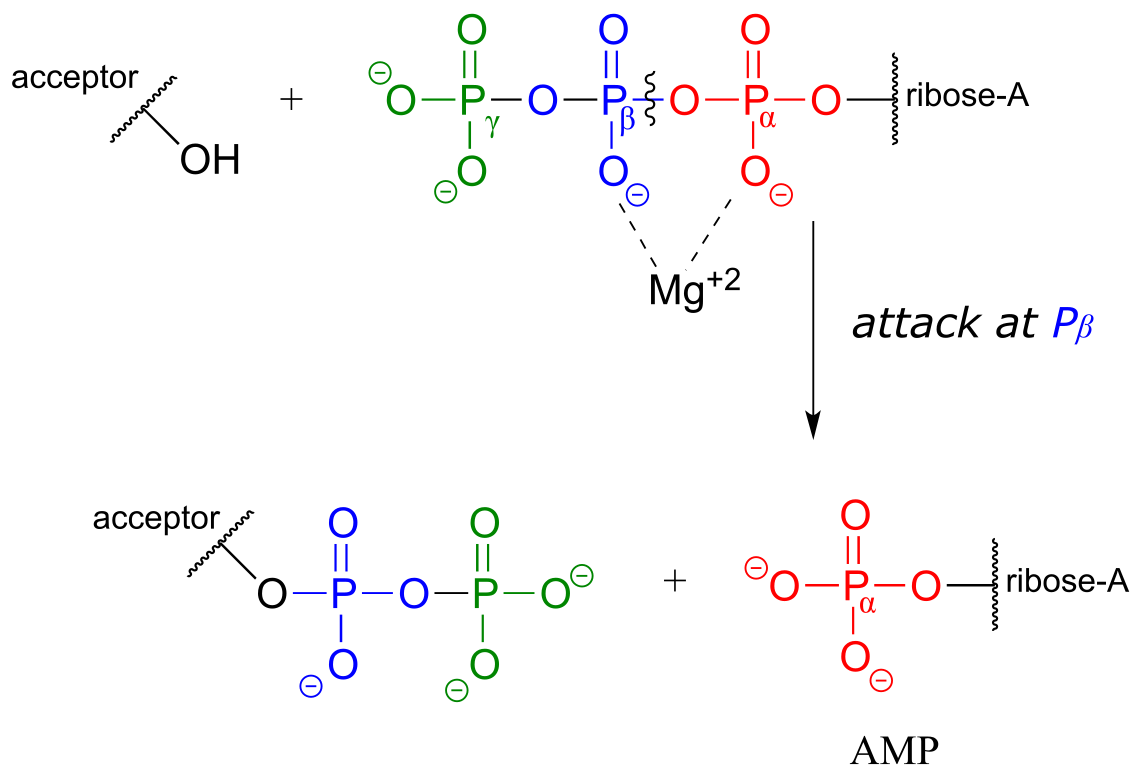 acceptor
OH
+
O O O
⊖ O P O P O P O ribose-A
γ β α
O ⊖ O ⊖ O ⊖
Mg+2
attack at Pβ
acceptor
O O
O P O P O ⊖
O ⊖ O ⊖
+
O
⊖ O P O ribose-A
α
O ⊖
AMP